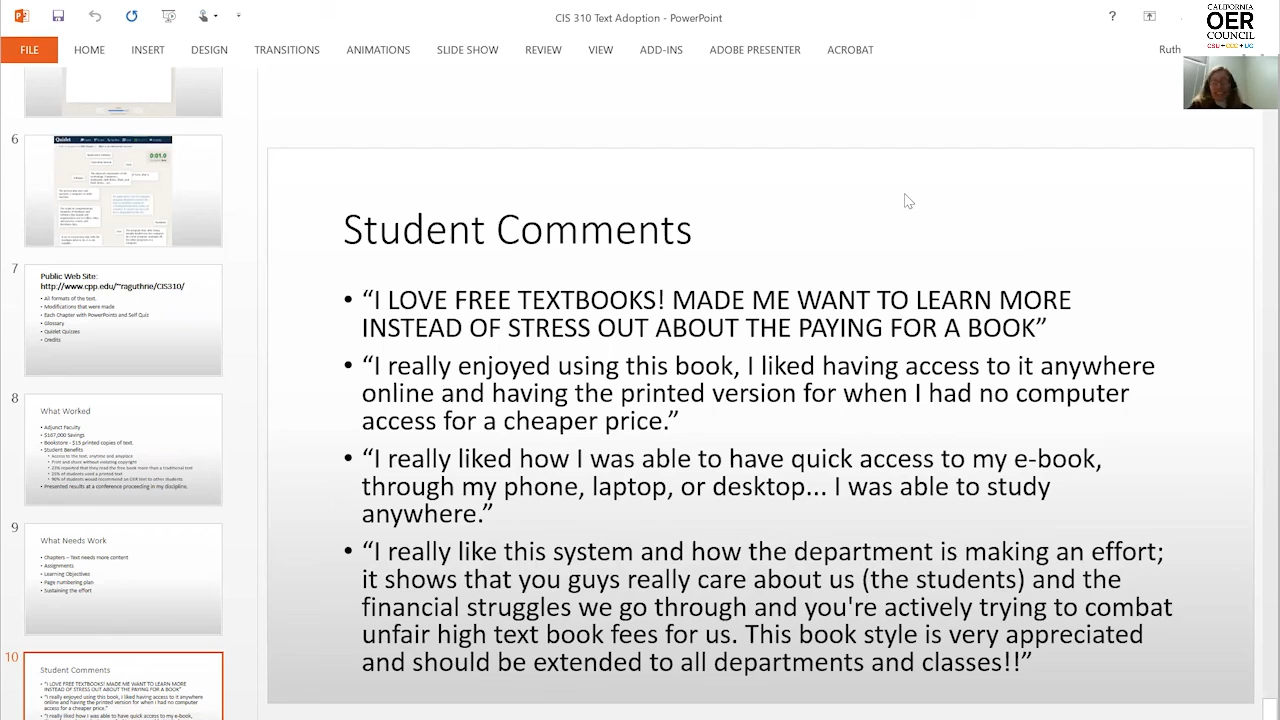 CIS 310 Text Adoption - PowerPoint
?
CALIFORNIA
OER
COUNCIL
CSU • CCC • UC
FILE HOME INSERT DESIGN TRANSITIONS ANIMATIONS SLIDE SHOW REVIEW VIEW ADD-INS ADOBE PRESENTER ACROBAT Ruth
6
Quizlet
0:01.0
7
Public Web Site:
http://www.cpp.edu/~raguthrie/CIS310/
• All formats of the text.
• Modifications that were made
• Each Chapter with PowerPoints and Self Quiz
• Glossary
• Quizlet Quizzes
• Credits
8
What Worked
• Adjunct Faculty
• $167,000 Savings
• Bookstore - $15 printed copies of text.
• Student Benefits
• Access to the text, anytime and anyplace
• Print and share without violating copyright
• 23% reported that they read the free book more than a traditional text
• of students used a printed text
• 90% of students would recommend an OER text to other students
• Presented results at a conference proceeding in my discipline.
9
What Needs Work
• Chapters – Text needs more content
• Assignments
• Learning Objectives
• Page numbering plan
• Sustaining the effort
10
Student Comments
• “I LOVE FREE TEXTBOOKS! MADE ME WANT TO LEARN MORE
INSTEAD OF STRESS OUT ABOUT THE PAYING FOR A BOOK”
• “I really enjoyed using this book, I liked having access to it anywhere
online and having the printed version for when I had no computer
access for a cheaper price.”
• “I really liked how I was able to have quick access to my e-book,
Student Comments
• “I LOVE FREE TEXTBOOKS! MADE ME WANT TO LEARN MORE
INSTEAD OF STRESS OUT ABOUT THE PAYING FOR A BOOK”
• “I really enjoyed using this book, I liked having access to it anywhere
online and having the printed version for when I had no computer
access for a cheaper price.”
• “I really liked how I was able to have quick access to my e-book,
through my phone, laptop, or desktop... I was able to study
anywhere.”
• “I really like this system and how the department is making an effort;
it shows that you guys really care about us (the students) and the
financial struggles we go through and you're actively trying to combat
unfair high text book fees for us. This book style is very appreciated
and should be extended to all departments and classes!!”